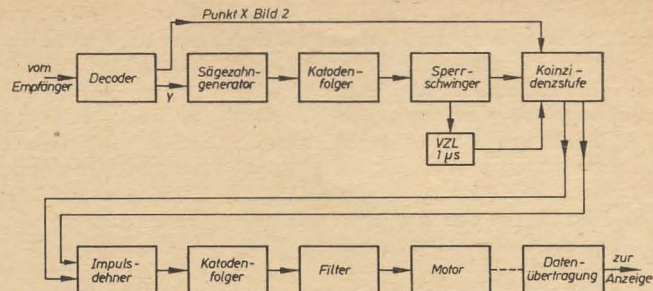 Punkt X Bild 2
vom
Empfänger
Decoder
Y
Sägezahn-
generator
Katoden-
folger
Sperr-
schwinger
Koinzi-
denzstufe
VZL
1 µs
Impuls-
dehner
Katoden-
folger
Filter
Motor
Daten-
übertragung
zur
Anzeige